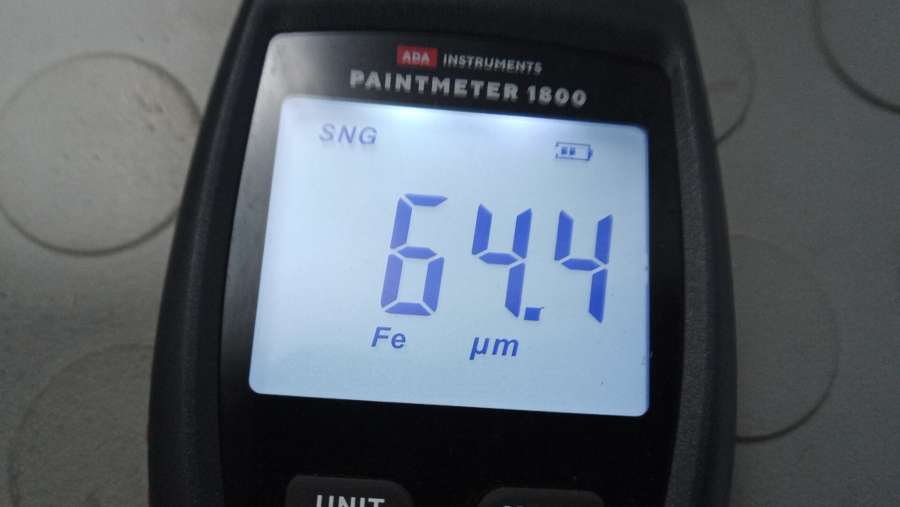 ADA INSTRUMENTS
PAINTMETER 1800
SNG
64.4
Fe µm
UNIT